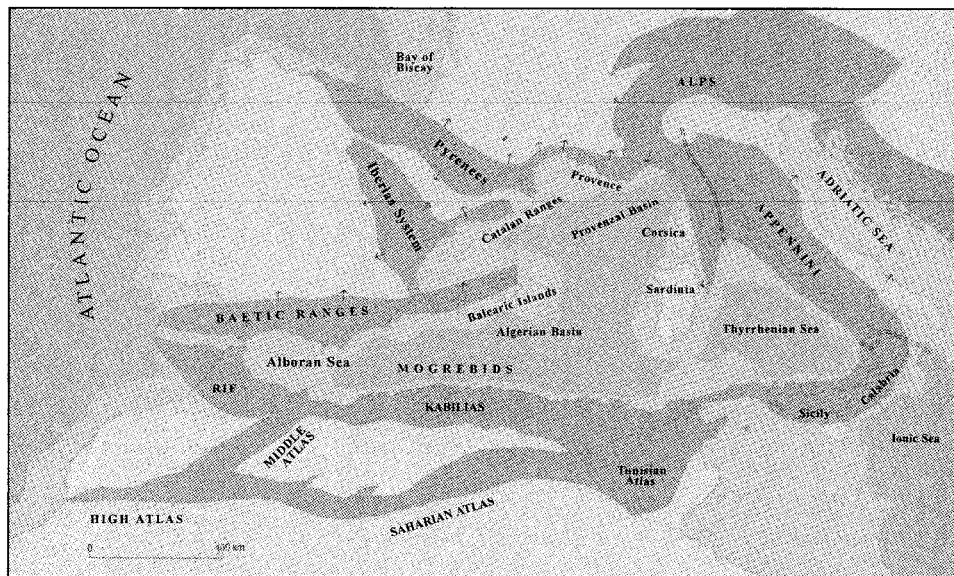 Bay of
Biscay
ALPS
ATLANTIC OCEAN
Pyrenees
Provence
Iberian System
Catalan Ranges
Provenzal Basin
Corsica
APPENNINI
ADRIATIC SEA
Sardinia
BAETIC RANGES
Balearic Islands
Algerian Basin
Thyrrhenian Sea
Alboran Sea
MOGREBIDS
RIF
KABILIAS
Calabria
Sicily
Ionic Sea
MIDDLE
ATLAS
Tunisian
Atlas
SAHARIAN ATLAS
HIGH ATLAS
0
400 km